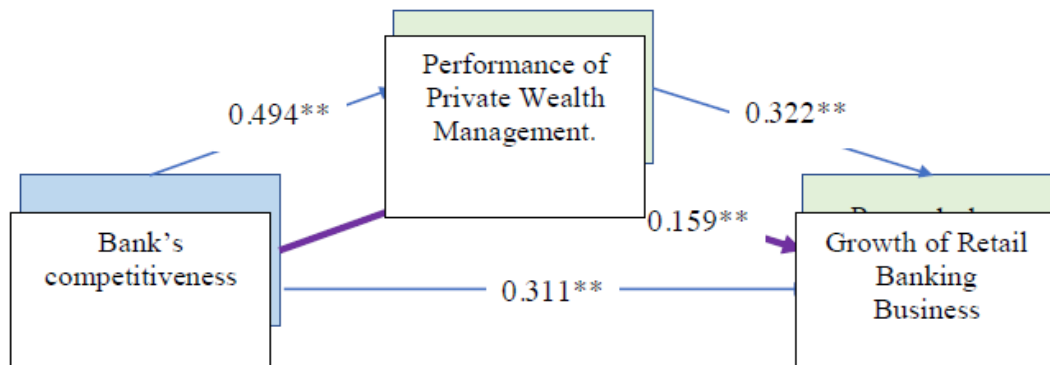 Performance of
Private Wealth
Management.
0.494**
0.322**
0.159**
Bank’s
competitiveness
Growth of Retail
Banking
Business
0.311**